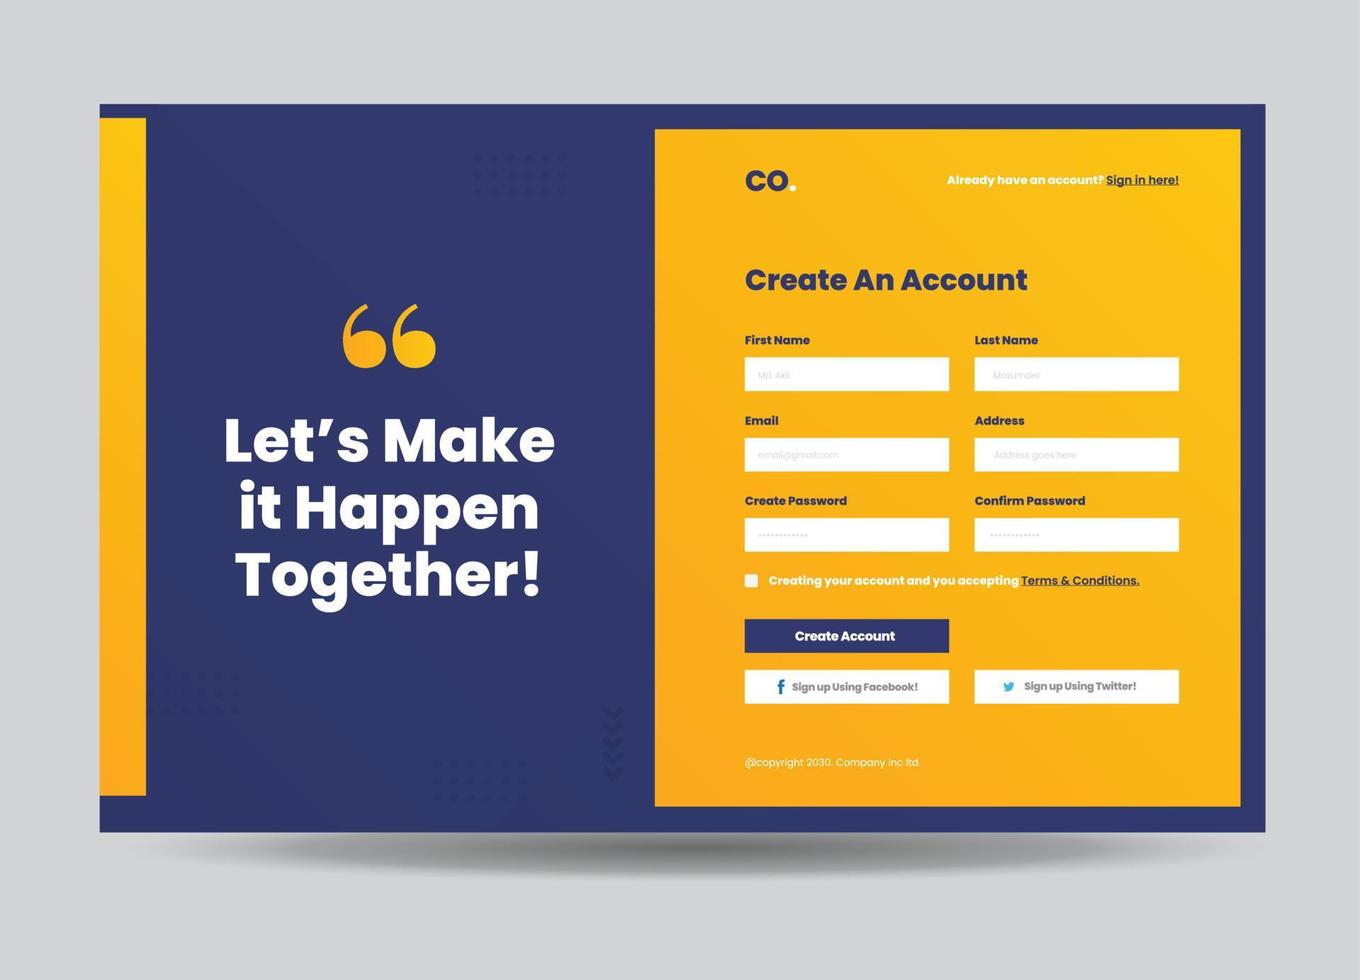 Let’s Make
it Happen
Together!
CO.
Already have an account? Sign in here!
Create An Account
First Name
Last Name
Md. Akil
Mozumder
Email
Address
email@gmail.com
Address goes here
Create Password
Confirm Password
************
************
Creating your account and you accepting Terms & Conditions.
Create Account
Sign up Using Facebook!
Sign up Using Twitter!
@copyright 2030. Company inc ltd.